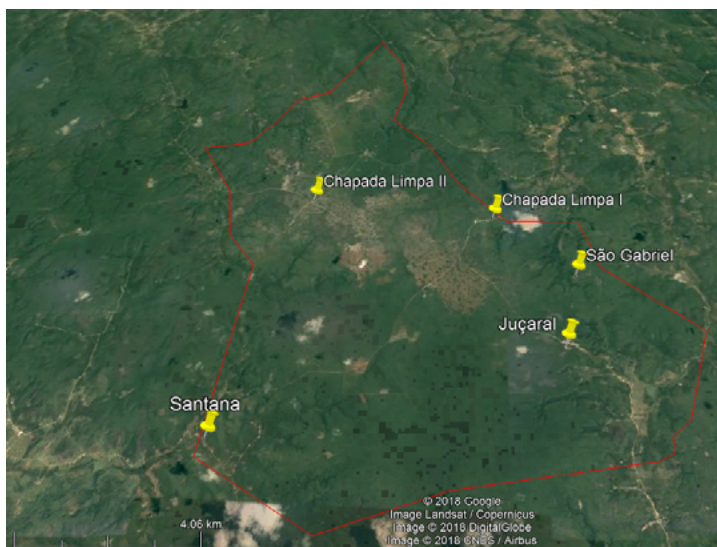 Chapada Limpa II
Chapada Limpa I
São Gabriel
Juçaral
Santana
4.06 km
© 2018 Google
Image Landsat / Copernicus
Image © 2018 DigitalGlobe
Image © 2018 CNES / Airbus